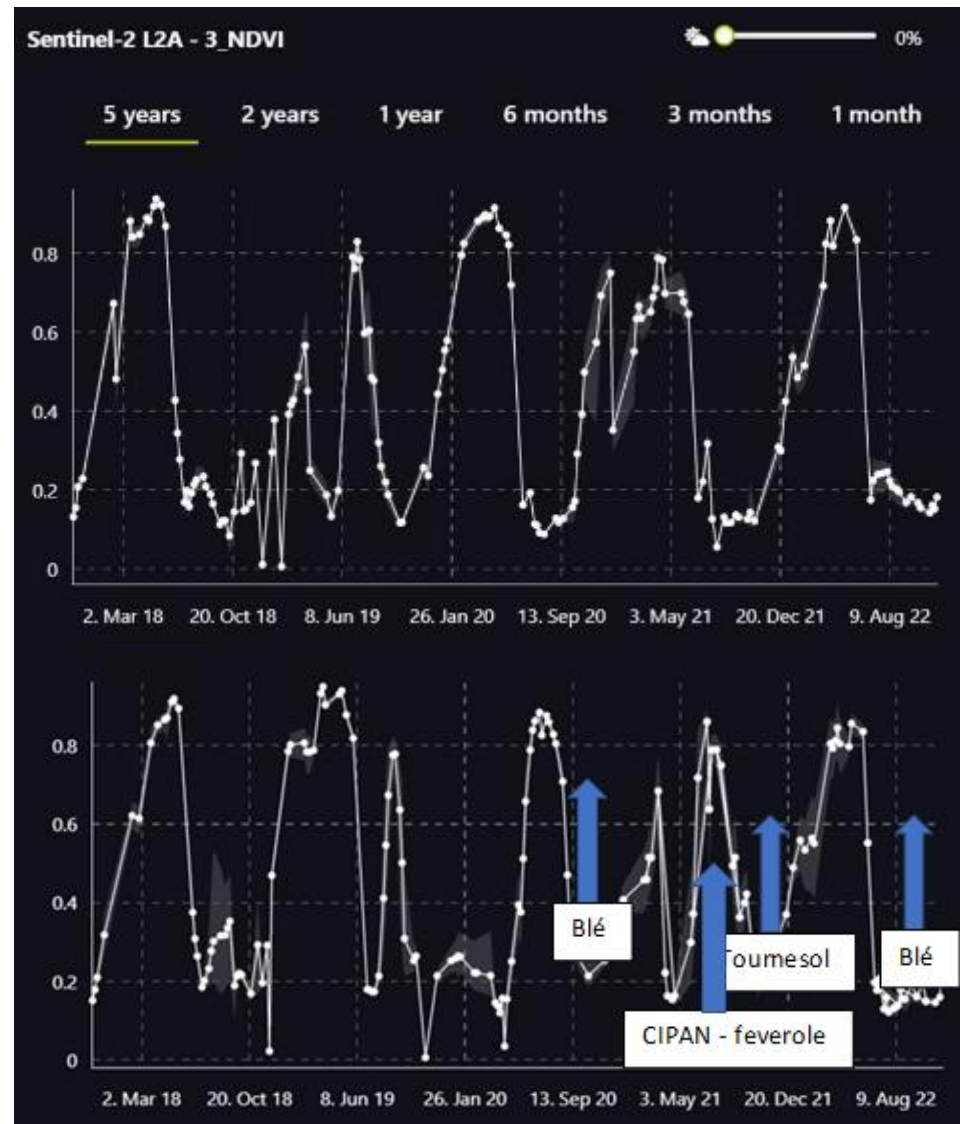 Sentinel-2 L2A - 3_NDVI
0%
5 years 2 years 1 year 6 months 3 months 1 month
0.8
0.6
0.4
0.2
0
2. Mar 18 20. Oct 18 8. Jun 19 26. Jan 20 13. Sep 20 3. May 21 20. Dec 21 9. Aug 22
0.8
0.6
0.4
Blé
Tournesol
Blé
0.2
CIPAN - feverole
0
2. Mar 18 20. Oct 18 8. Jun 19 26. Jan 20 13. Sep 20 3. May 21 20. Dec 21 9. Aug 22